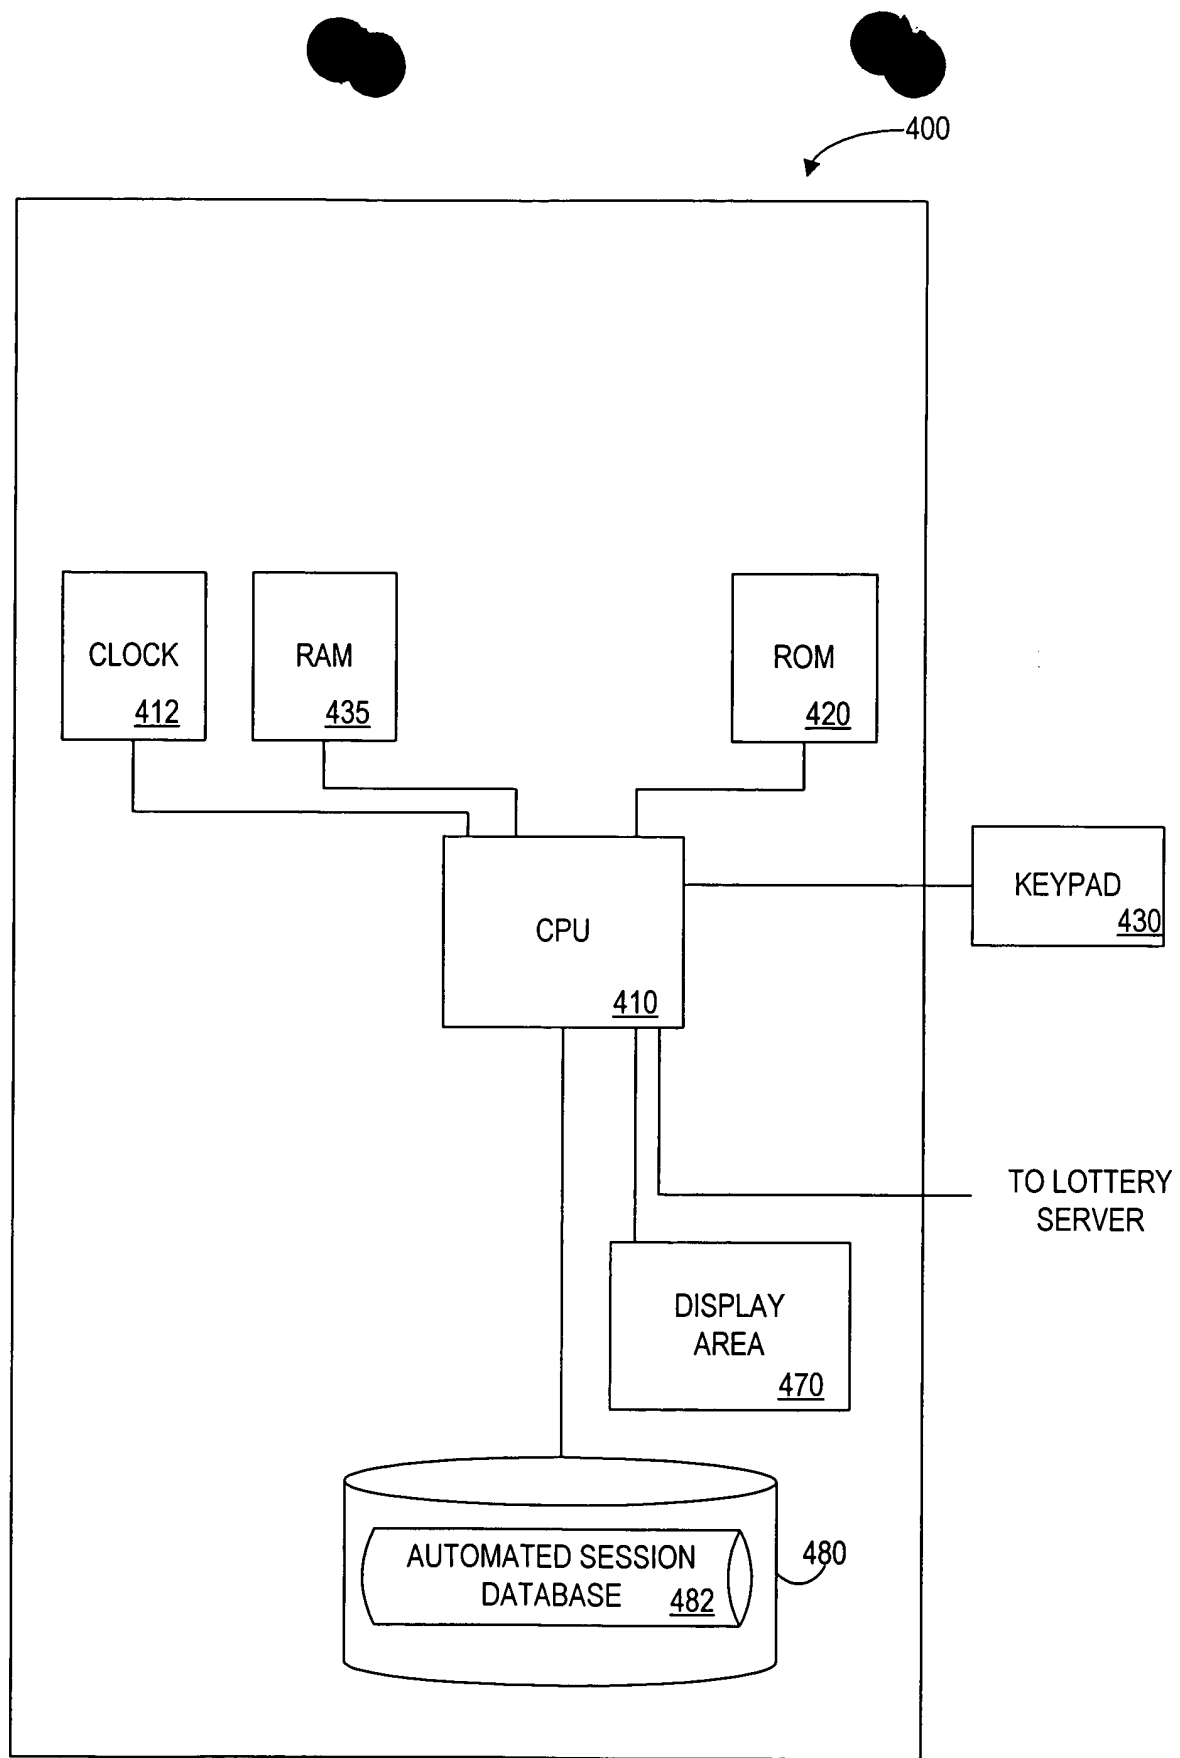 400
CLOCK
412
RAM
435
ROM
420
KEYPAD
430
CPU
410
TO LOTTERY
SERVER
DISPLAY
AREA
470
AUTOMATED SESSION
DATABASE
482
480